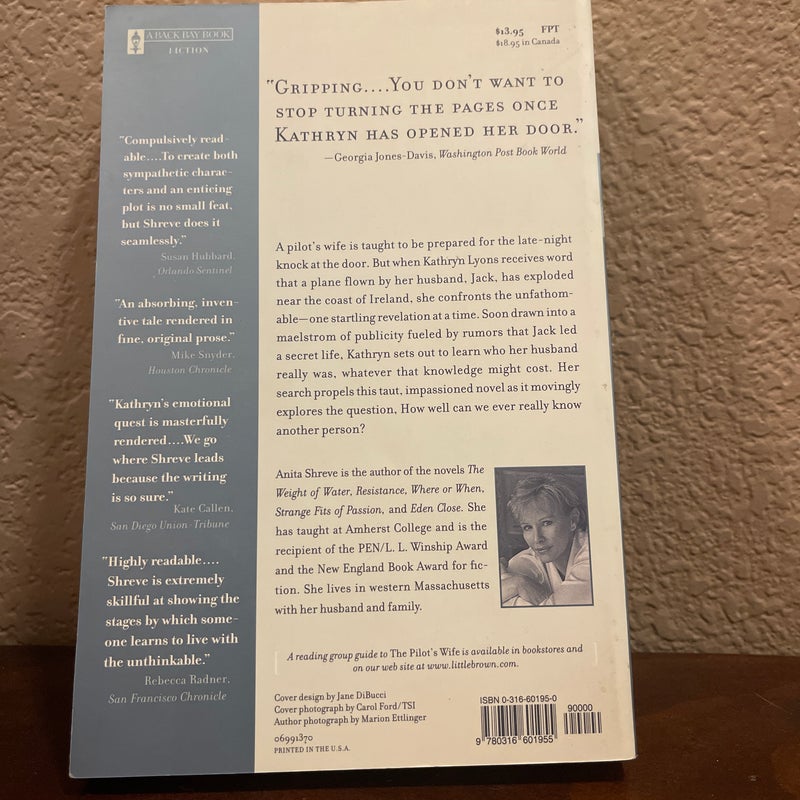 A BACK BAY BOOK
FICTION
"Compulsively read-
able....To create both
sympathetic charac-
ters and an enticing
plot is no small feat,
but Shreve does it
seamlessly."
Susan Hubbard,
Orlando Sentinel
"An absorbing, inven-
tive tale rendered in
fine, original prose."
Mike Snyder,
Houston Chronicle
"Kathryn's emotional
quest is masterfully
rendered....We go
where Shreve leads
because the writing
is so sure."
Kate Callen,
San Diego Union-Tribune
"Highly readable....
Shreve is extremely
skillful at showing the
stages by which some-
one learns to live with
the unthinkable."
Rebecca Radner,
San Francisco Chronicle
$13.95 FPT
$18.95 in Canada
"GRIPPING....YOU DON'T WANT TO
STOP TURNING THE PAGES ONCE
KATHRYN HAS OPENED HER DOOR."
—Georgia Jones-Davis, Washington Post Book World
A pilot's wife is taught to be prepared for the late-night
knock at the door. But when Kathryn Lyons receives word
that a plane flown by her husband, Jack, has exploded
near the coast of Ireland, she confronts the unfathom-
able—one startling revelation at a time. Soon drawn into a
maelstrom of publicity fueled by rumors that Jack led
a secret life, Kathryn sets out to learn who her husband
really was, whatever that knowledge might cost. Her
search propels this taut, impassioned novel as it movingly
explores the question, How well can we ever really know
another person?
Anita Shreve is the author of the novels The
Weight of Water, Resistance, Where or When,
Strange Fits of Passion, and Eden Close. She
has taught at Amherst College and is the
recipient of the PEN/L. L. Winship Award
and the New England Book Award for fic-
tion. She lives in western Massachusetts
with her husband and family.
A reading group guide to The Pilot's Wife is available in bookstores and
on our web site at www.littlebrown.com.
Cover design by Jane DiBucci
Cover photograph by Carol Ford/TSI
Author photograph by Marion Ettlinger
06991370
PRINTED IN THE U.S.A.
ISBN 0-316-60195-0
90000
9 780316 601955